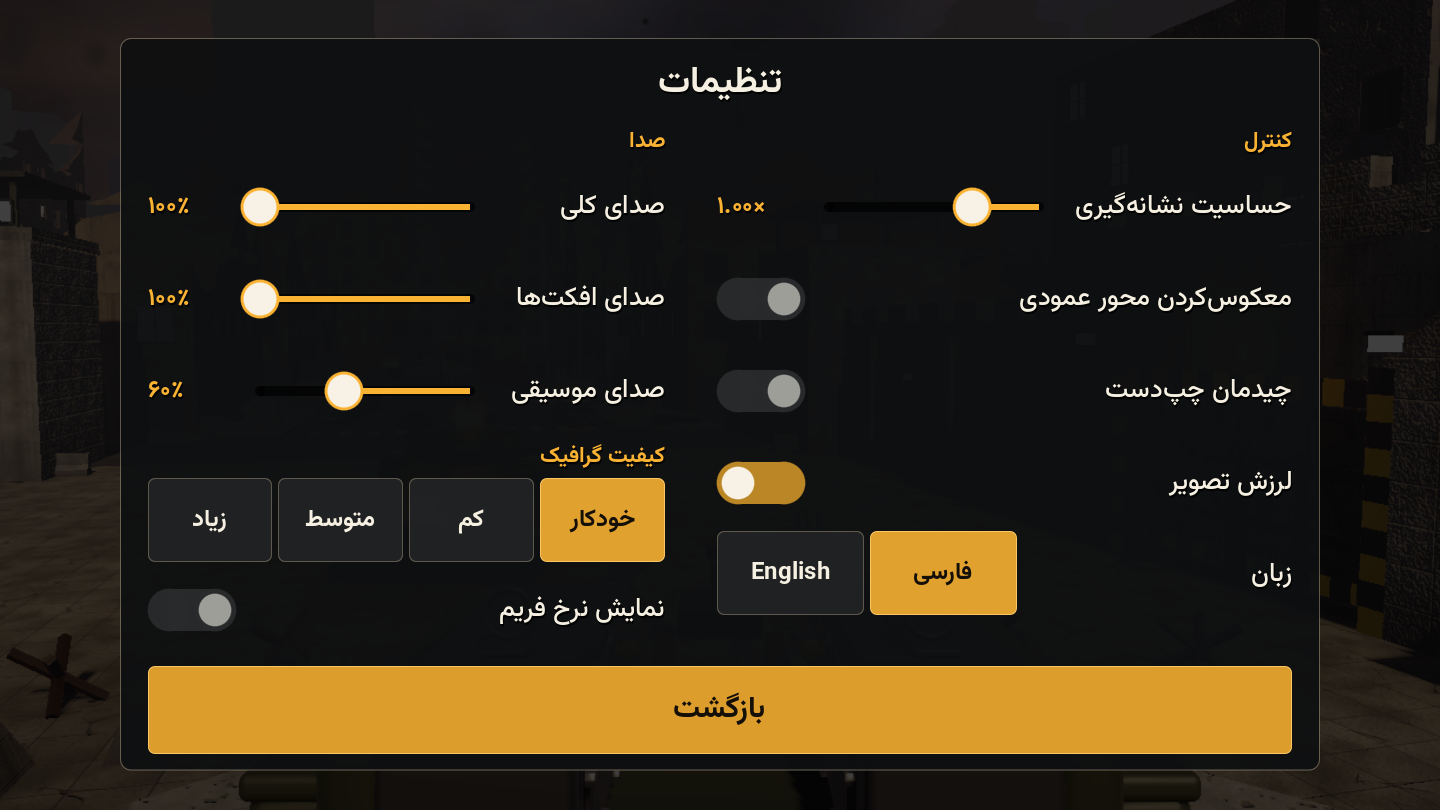 تنظیمات
کنترل
حساسیت نشانه‌گیری ۱.۰۰×
معکوس‌کردن محور عمودی
چیدمان چپ‌دست
لرزش تصویر
زبان فارسی English
صدا
صدای کلی ۱۰۰٪
صدای افکت‌ها ۱۰۰٪
صدای موسیقی ۶۰٪
کیفیت گرافیک
خودکار کم متوسط زیاد
نمایش نرخ فریم
بازگشت